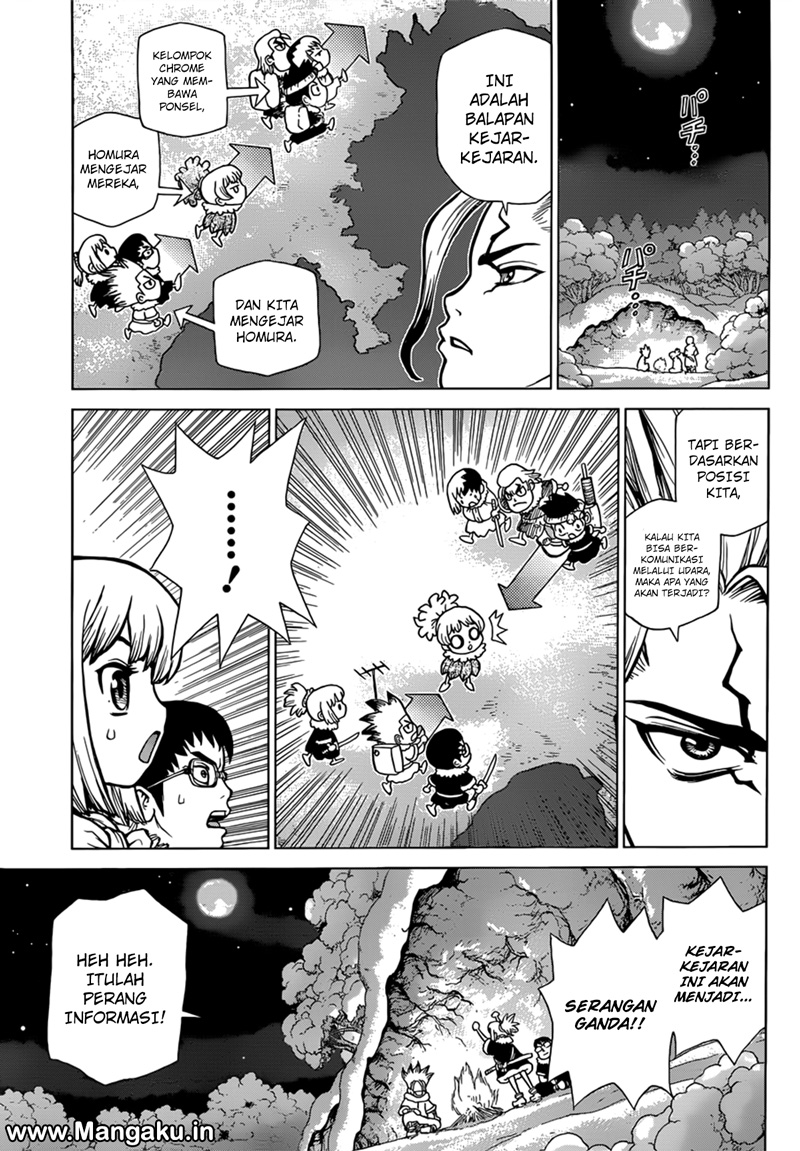 パチ…
パチ…
INI
ADALAH
BALAPAN
KEJAR-
KEJARAN.
KELOMPOK
CHROME
YANG MEM-
BAWA
PONSEL,
HOMURA
MENGEJAR
MEREKA,
DAN KITA
MENGEJAR
HOMURA.
TAPI BER-
DASARKAN
POSISI
KITA,
KALAU KITA
BISA BER-
KOMUNIKASI
MELALUI UDARA,
MAKA APA YANG
AKAN TERJADI?
......!
KEJAR-
KEJARAN
INI AKAN
MENJADI...
SERANGAN
GANDA!!
HEH HEH.
ITULAH
PERANG
INFORMASI!
www.Mangaku.in